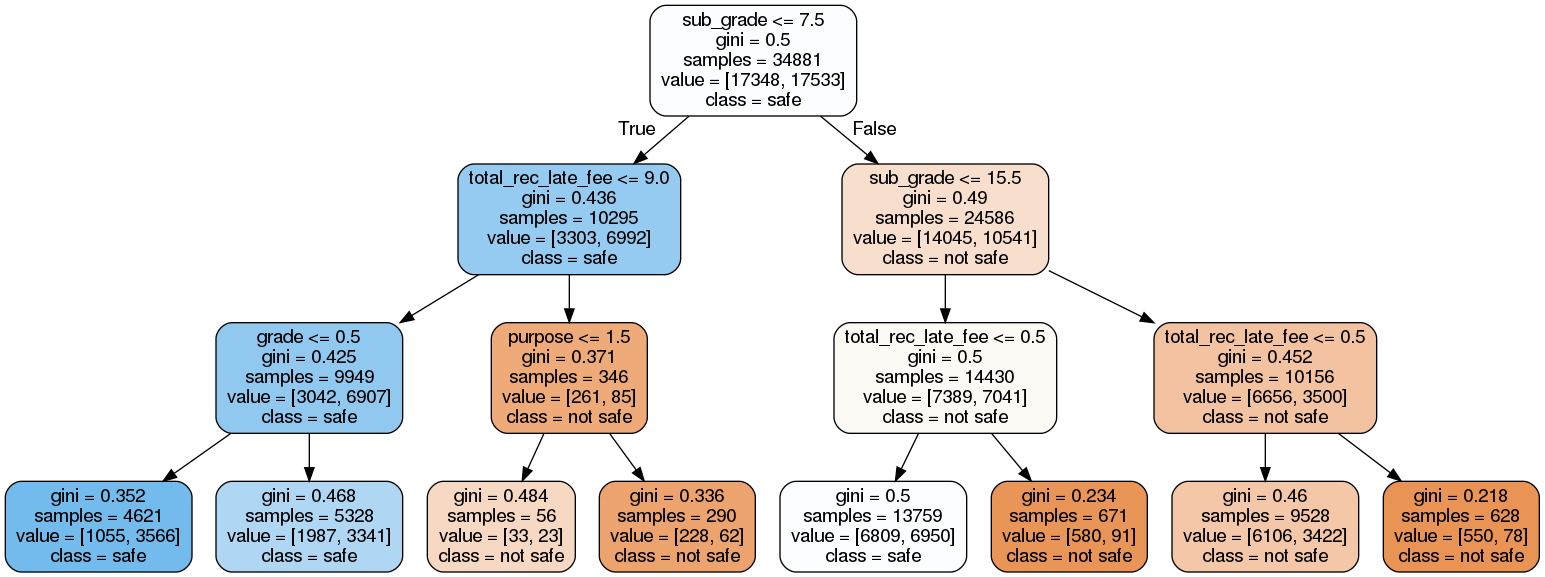 sub_grade <= 7.5
gini = 0.5
samples = 34881
value = [17348, 17533]
class = safe
True
False
total_rec_late_fee <= 9.0
gini = 0.436
samples = 10295
value = [3303, 6992]
class = safe
sub_grade <= 15.5
gini = 0.49
samples = 24586
value = [14045, 10541]
class = not safe
grade <= 0.5
gini = 0.425
samples = 9949
value = [3042, 6907]
class = safe
purpose <= 1.5
gini = 0.371
samples = 346
value = [261, 85]
class = not safe
total_rec_late_fee <= 0.5
gini = 0.5
samples = 14430
value = [7389, 7041]
class = not safe
total_rec_late_fee <= 0.5
gini = 0.452
samples = 10156
value = [6656, 3500]
class = not safe
gini = 0.352
samples = 4621
value = [1055, 3566]
class = safe
gini = 0.468
samples = 5328
value = [1987, 3341]
class = safe
gini = 0.484
samples = 56
value = [33, 23]
class = not safe
gini = 0.336
samples = 290
value = [228, 62]
class = not safe
gini = 0.5
samples = 13759
value = [6809, 6950]
class = safe
gini = 0.234
samples = 671
value = [580, 91]
class = not safe
gini = 0.46
samples = 9528
value = [6106, 3422]
class = not safe
gini = 0.218
samples = 628
value = [550, 78]
class = not safe